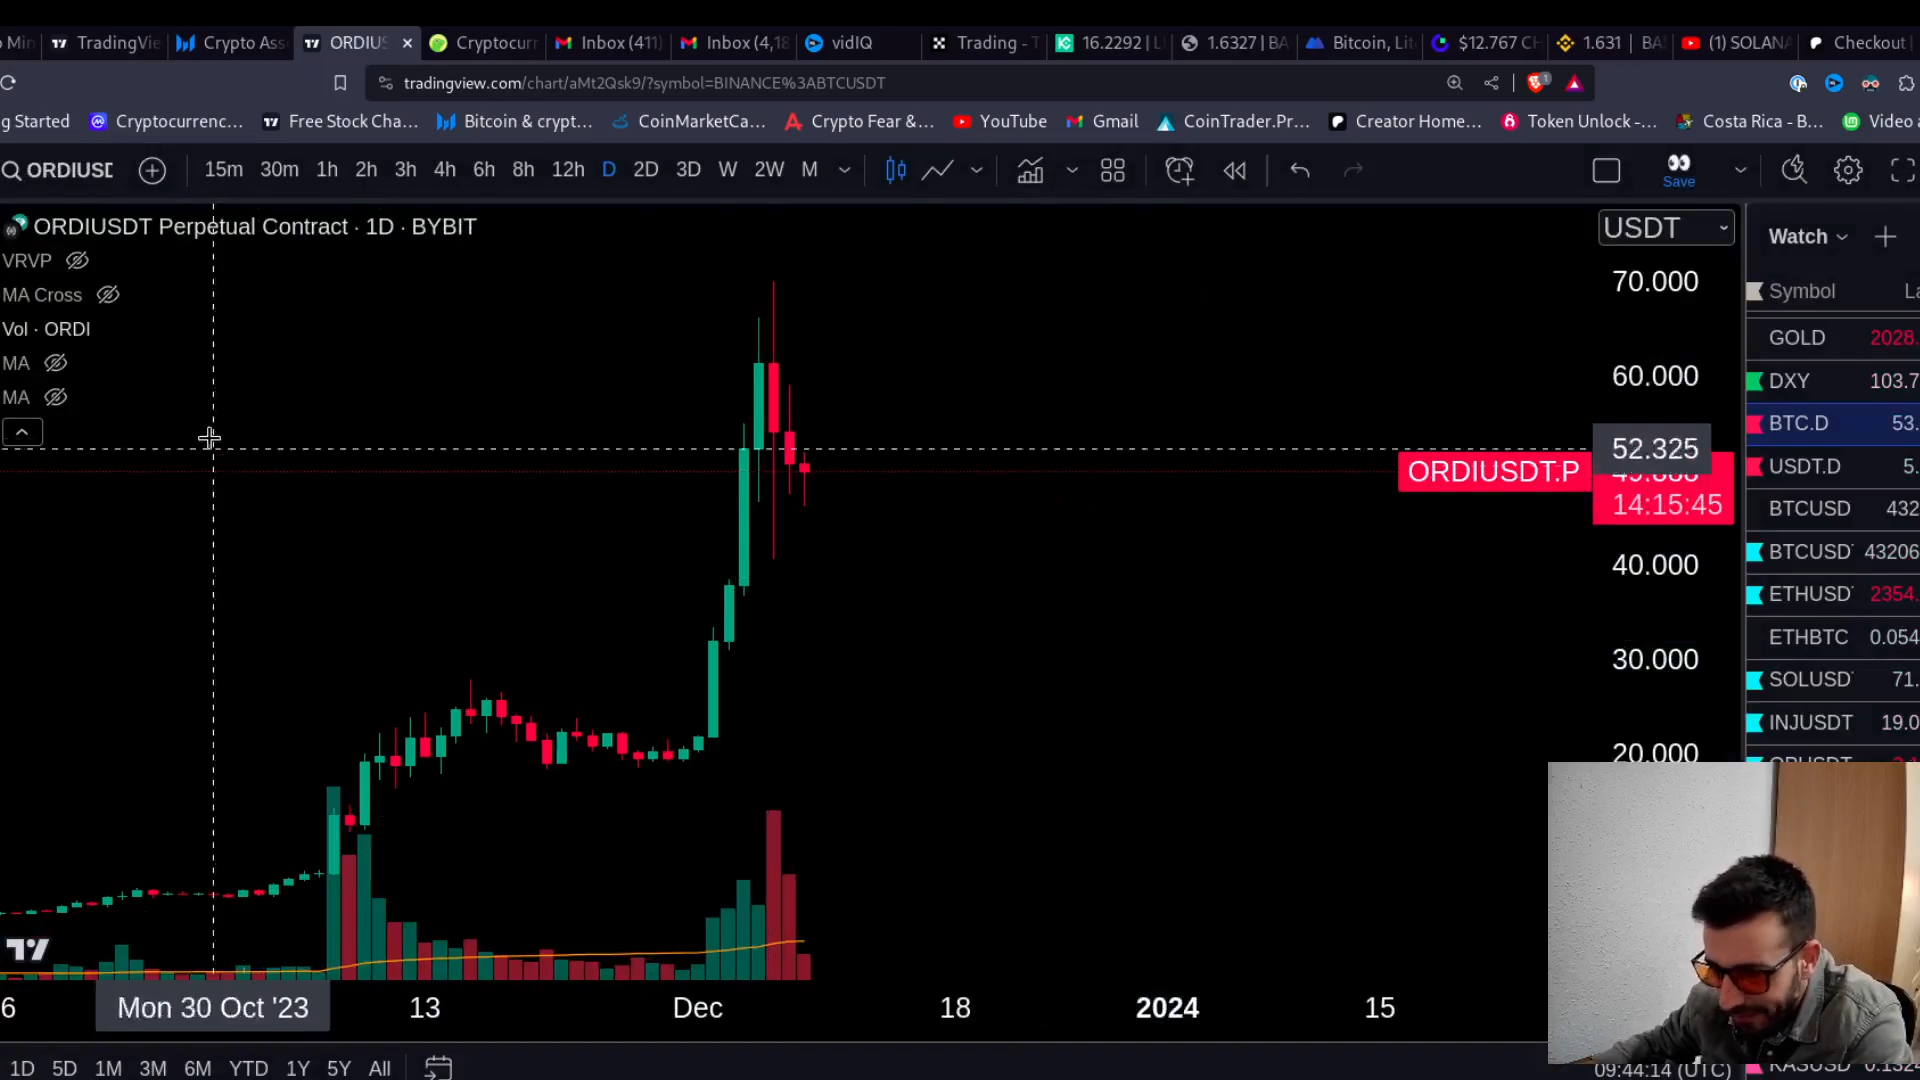 Min
TradingVie
Crypto Ass
ORDIUS
Cryptocurr
Inbox (411)
Inbox (4,18
vidIQ
Trading - T
16.2292 | L
1.6327 | BA
Bitcoin, Lit
$12.767 CH
1.631 | BA
(1) SOLANA
Checkout |
tradingview.com/chart/aMt2Qsk9/?symbol=BINANCE%3ABTCUSDT
1
g Started
Cryptocurrenc...
Free Stock Cha...
Bitcoin & crypt...
CoinMarketCa...
Crypto Fear &...
YouTube
Gmail
CoinTrader.Pr...
Creator Home...
Token Unlock -...
Costa Rica - B...
Video a
ORDIUSD
15m 30m 1h 2h 3h 4h 6h 8h 12h D 2D 3D W 2W M
Save
ORDIUSDT Perpetual Contract · 1D · BYBIT
VRVP
MA Cross
Vol · ORDI
MA
MA
USDT
70.000
60.000
52.325
ORDIUSDT.P
14:15:45
40.000
30.000
20.000
Watch
Symbol La
GOLD 2028.
DXY 103.7
BTC.D 53.
USDT.D 5.
BTCUSD 432
BTCUSD 43206
ETHUSD 2354.
ETHBTC 0.054
SOLUSD 71.
INJUSDT 19.0
6
Mon 30 Oct '23
13
Dec
18
2024
15
1D 5D 1M 3M 6M YTD 1Y 5Y All
09:44:14 (UTC)
KASUSD 0.1324